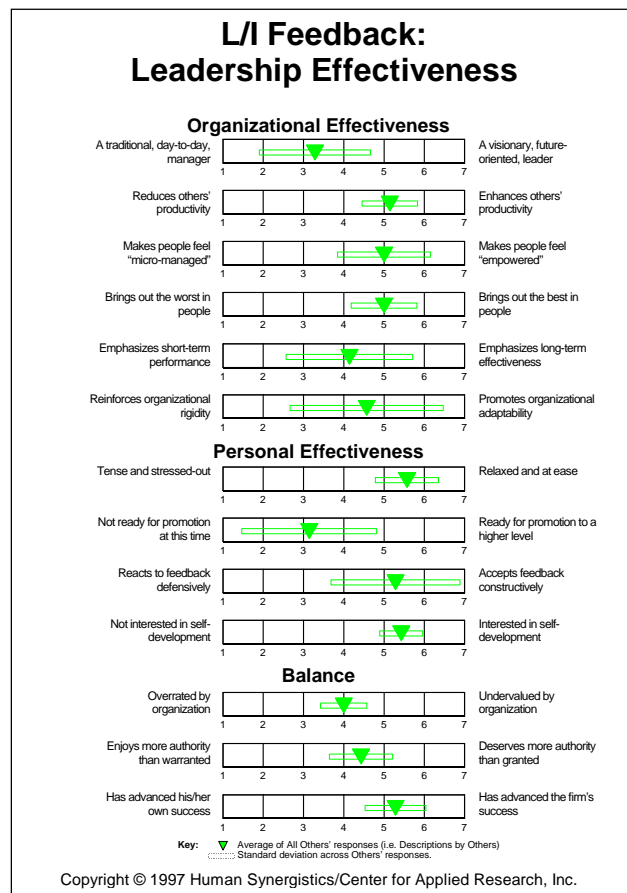 L/I Feedback:
Leadership Effectiveness
Organizational Effectiveness
A traditional, day-to-day,
manager
A visionary, future-
oriented, leader
1 2 3 4 5 6 7
Reduces others’
productivity
Enhances others’
productivity
1 2 3 4 5 6 7
Makes people feel
“micro-managed”
Makes people feel
“empowered”
1 2 3 4 5 6 7
Brings out the worst in
people
Brings out the best in
people
1 2 3 4 5 6 7
Emphasizes short-term
performance
Emphasizes long-term
effectiveness
1 2 3 4 5 6 7
Reinforces organizational
rigidity
Promotes organizational
adaptability
1 2 3 4 5 6 7
Personal Effectiveness
Tense and stressed-out
Relaxed and at ease
1 2 3 4 5 6 7
Not ready for promotion
at this time
Ready for promotion to a
higher level
1 2 3 4 5 6 7
Reacts to feedback
defensively
Accepts feedback
constructively
1 2 3 4 5 6 7
Not interested in self-
development
Interested in self-
development
1 2 3 4 5 6 7
Balance
Overrated by
organization
Undervalued by
organization
1 2 3 4 5 6 7
Enjoys more authority
than warranted
Deserves more authority
than granted
1 2 3 4 5 6 7
Has advanced his/her
own success
Has advanced the firm’s
success
1 2 3 4 5 6 7
Key: Average of All Others’ responses (i.e. Descriptions by Others)
Standard deviation across Others’ responses.
Copyright © 1997 Human Synergistics/Center for Applied Research, Inc.